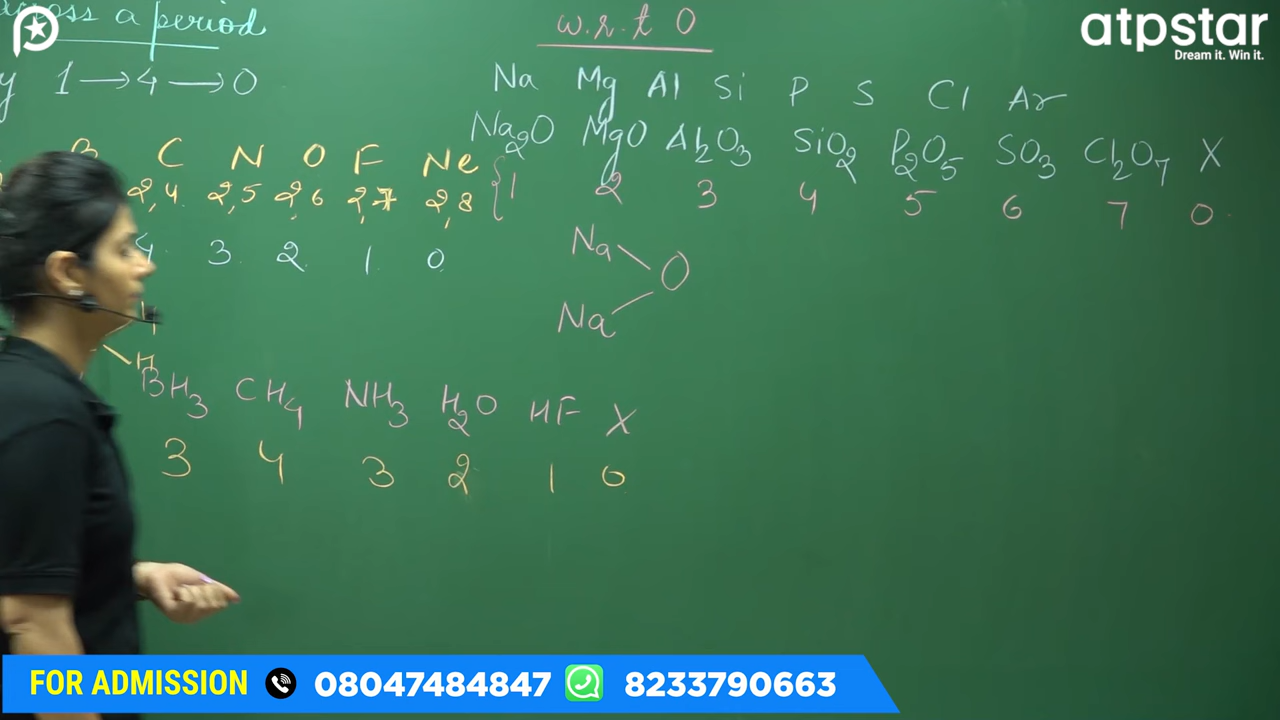 across a period
y 1 → 4 → 0
B C N O F Ne
2,4 2,5 2,6 2,7 2,8
4 3 2 1 0
H
H
BH3 CH4 NH3 H2O HF X
3 4 3 2 1 0
w.r.t O
Na Mg Al Si P S Cl Ar
Na2O MgO Al2O3 SiO2 P2O5 SO3 Cl2O7 X
1 2 3 4 5 6 7 0
Na
O
Na
atpstar
Dream it. Win it.
FOR ADMISSION 08047484847 8233790663